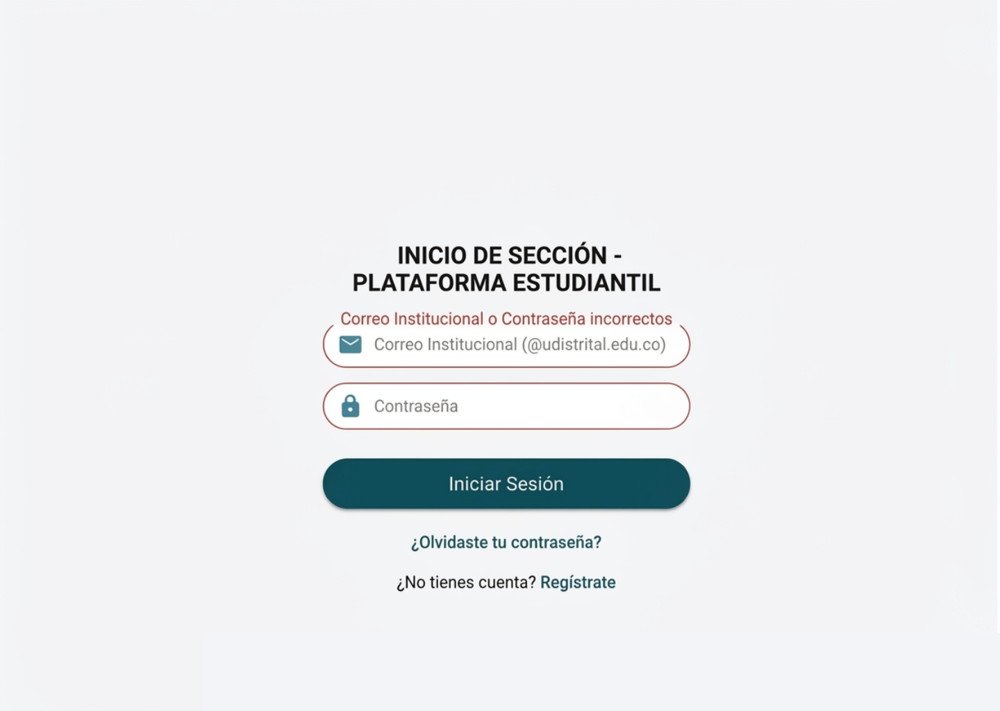 INICIO DE SECCIÓN -
PLATAFORMA ESTUDIANTIL
Correo Institucional o Contraseña incorrectos
Correo Institucional (@udistrital.edu.co)
Contraseña
Iniciar Sesión
¿Olvidaste tu contraseña?
¿No tienes cuenta? Regístrate